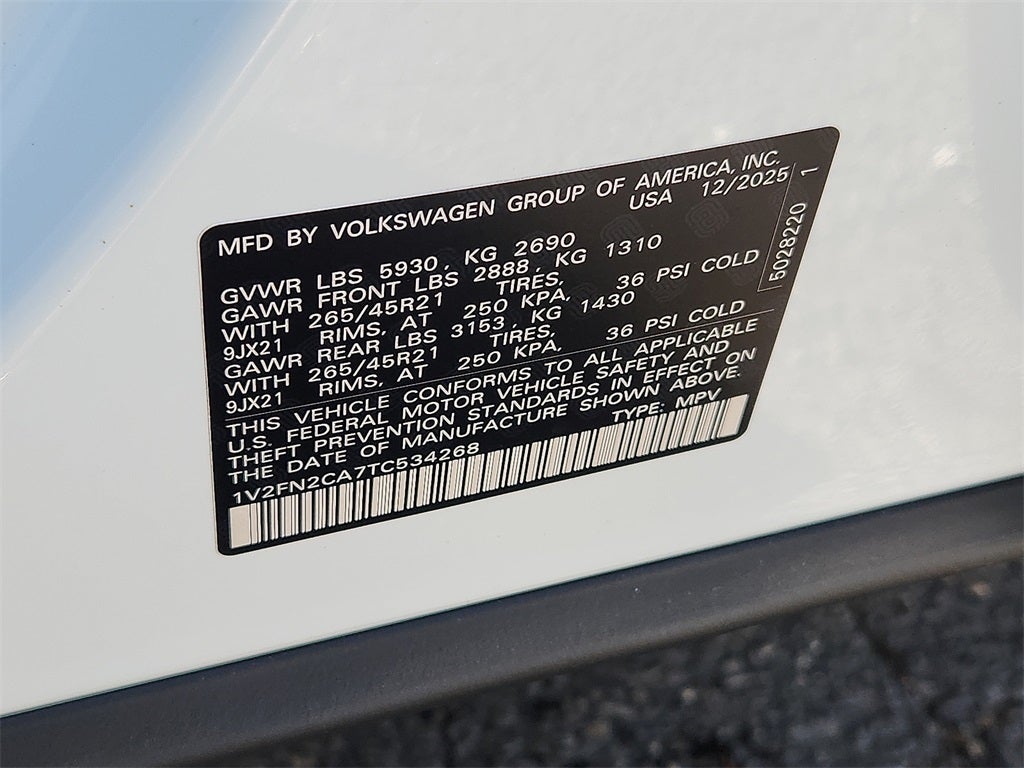 MFD BY VOLKSWAGEN GROUP OF AMERICA, INC.
USA 12/2025
GVWR LBS 5930, KG 2690
GAWR FRONT LBS 2888, KG 1310
WITH 265/45R21 TIRES,
9JX21 RIMS, AT 250 KPA, 36 PSI COLD
GAWR REAR LBS 3153, KG 1430
WITH 265/45R21 TIRES,
9JX21 RIMS, AT 250 KPA, 36 PSI COLD
THIS VEHICLE CONFORMS TO ALL APPLICABLE
U.S. FEDERAL MOTOR VEHICLE SAFETY AND
THEFT PREVENTION STANDARDS IN EFFECT ON
THE DATE OF MANUFACTURE SHOWN ABOVE.
1V2FN2CA7TC534268 TYPE: MPV
5028220 1